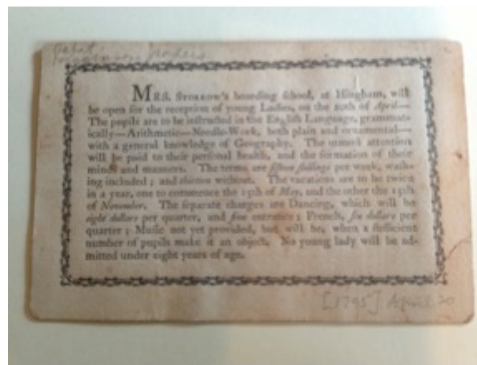 MRS. STORROW's boarding school, at Hingham, will
be open for the reception of young Ladies, on the 20th of April—
The pupils are to be instructed in the English Language, grammat-
ically—Arithmetic—Needle-Work, both plain and ornamental—
with a general knowledge of Geography. The utmost attention
will be paid to their personal health, and the formation of their
minds and manners. The terms are fifteen shillings per week, wash-
ing included; and thirteen without. The vacations are to be twice
in a year, one to commence the 15th of May, and the other the 15th
of November. The separate charges are Dancing, which will be
eight dollars per quarter, and five entrance; French, six dollars per
quarter; Music not yet provided, but will be, when a sufficient
number of pupils make it an object. No young lady will be ad-
mitted under eight years of age.
[1795] April 20